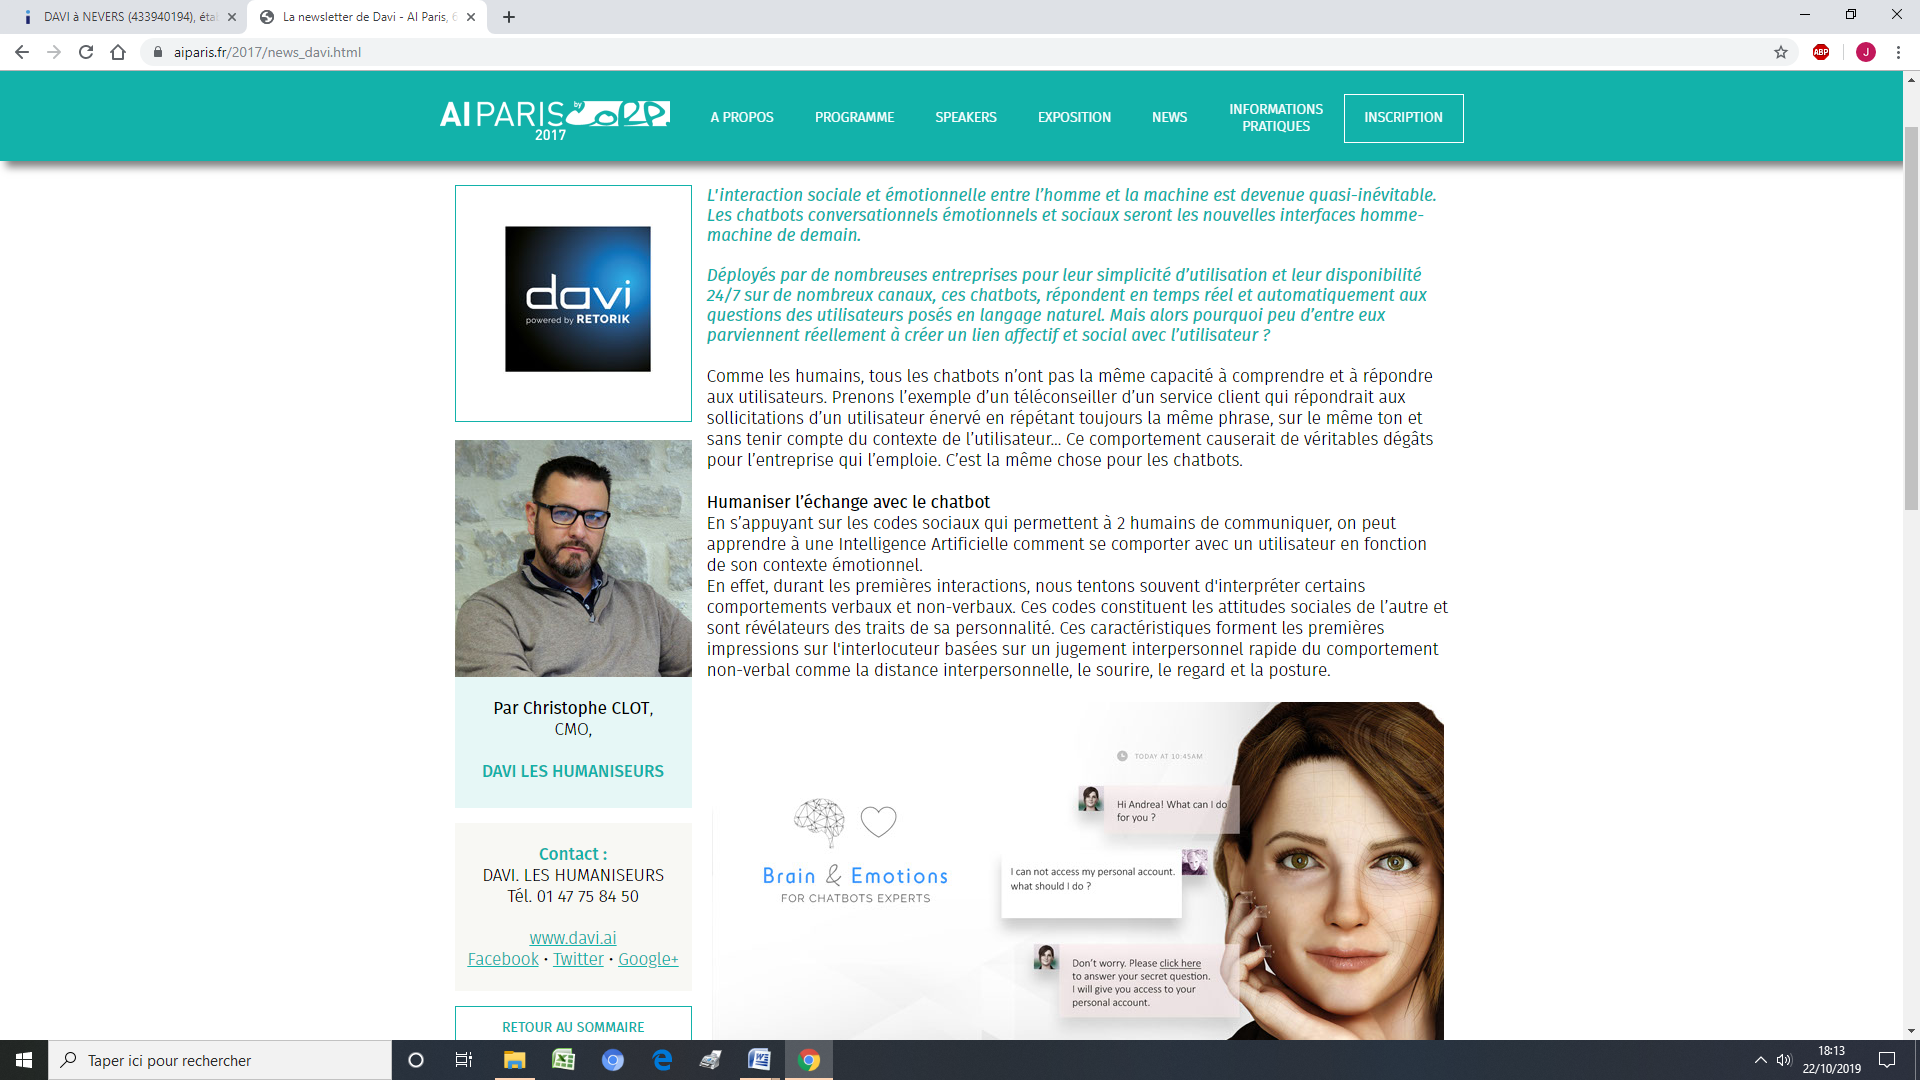 DAVI à NEVERS (433940194), éta
La newsletter de Davi - AI Paris, 6
aiparis.fr/2017/news_davi.html
ABP
J
AI PARIS by corp
2017
A PROPOS
PROGRAMME
SPEAKERS
EXPOSITION
NEWS
INFORMATIONS
PRATIQUES
INSCRIPTION
davi
powered by RETORIK
Par Christophe CLOT,
CMO,
DAVI LES HUMANISEURS
Contact :
DAVI. LES HUMANISEURS
Tél. 01 47 75 84 50
www.davi.ai
Facebook • Twitter • Google+
RETOUR AU SOMMAIRE
L'interaction sociale et émotionnelle entre l’homme et la machine est devenue quasi-inévitable.
Les chatbots conversationnels émotionnels et sociaux seront les nouvelles interfaces homme-
machine de demain.
Déployés par de nombreuses entreprises pour leur simplicité d’utilisation et leur disponibilité
24/7 sur de nombreux canaux, ces chatbots, répondent en temps réel et automatiquement aux
questions des utilisateurs posés en langage naturel. Mais alors pourquoi peu d’entre eux
parviennent réellement à créer un lien affectif et social avec l’utilisateur ?
Comme les humains, tous les chatbots n’ont pas la même capacité à comprendre et à répondre
aux utilisateurs. Prenons l’exemple d’un téléconseiller d’un service client qui répondrait aux
sollicitations d’un utilisateur énervé en répétant toujours la même phrase, sur le même ton et
sans tenir compte du contexte de l’utilisateur… Ce comportement causerait de véritables dégâts
pour l’entreprise qui l’emploie. C’est la même chose pour les chatbots.
Humaniser l’échange avec le chatbot
En s’appuyant sur les codes sociaux qui permettent à 2 humains de communiquer, on peut
apprendre à une Intelligence Artificielle comment se comporter avec un utilisateur en fonction
de son contexte émotionnel.
En effet, durant les premières interactions, nous tentons souvent d'interpréter certains
comportements verbaux et non-verbaux. Ces codes constituent les attitudes sociales de l’autre et
sont révélateurs des traits de sa personnalité. Ces caractéristiques forment les premières
impressions sur l'interlocuteur basées sur un jugement interpersonnel rapide du comportement
non-verbal comme la distance interpersonnelle, le sourire, le regard et la posture.
Brain & Emotions
FOR CHATBOTS EXPERTS
TODAY AT 10:45AM
Hi Andrea! What can I do
for you ?
I can not access my personal account.
what should I do ?
Don't worry. Please click here
to answer your secret question.
I will give you access to your
personal account.
Taper ici pour rechercher
18:13
22/10/2019